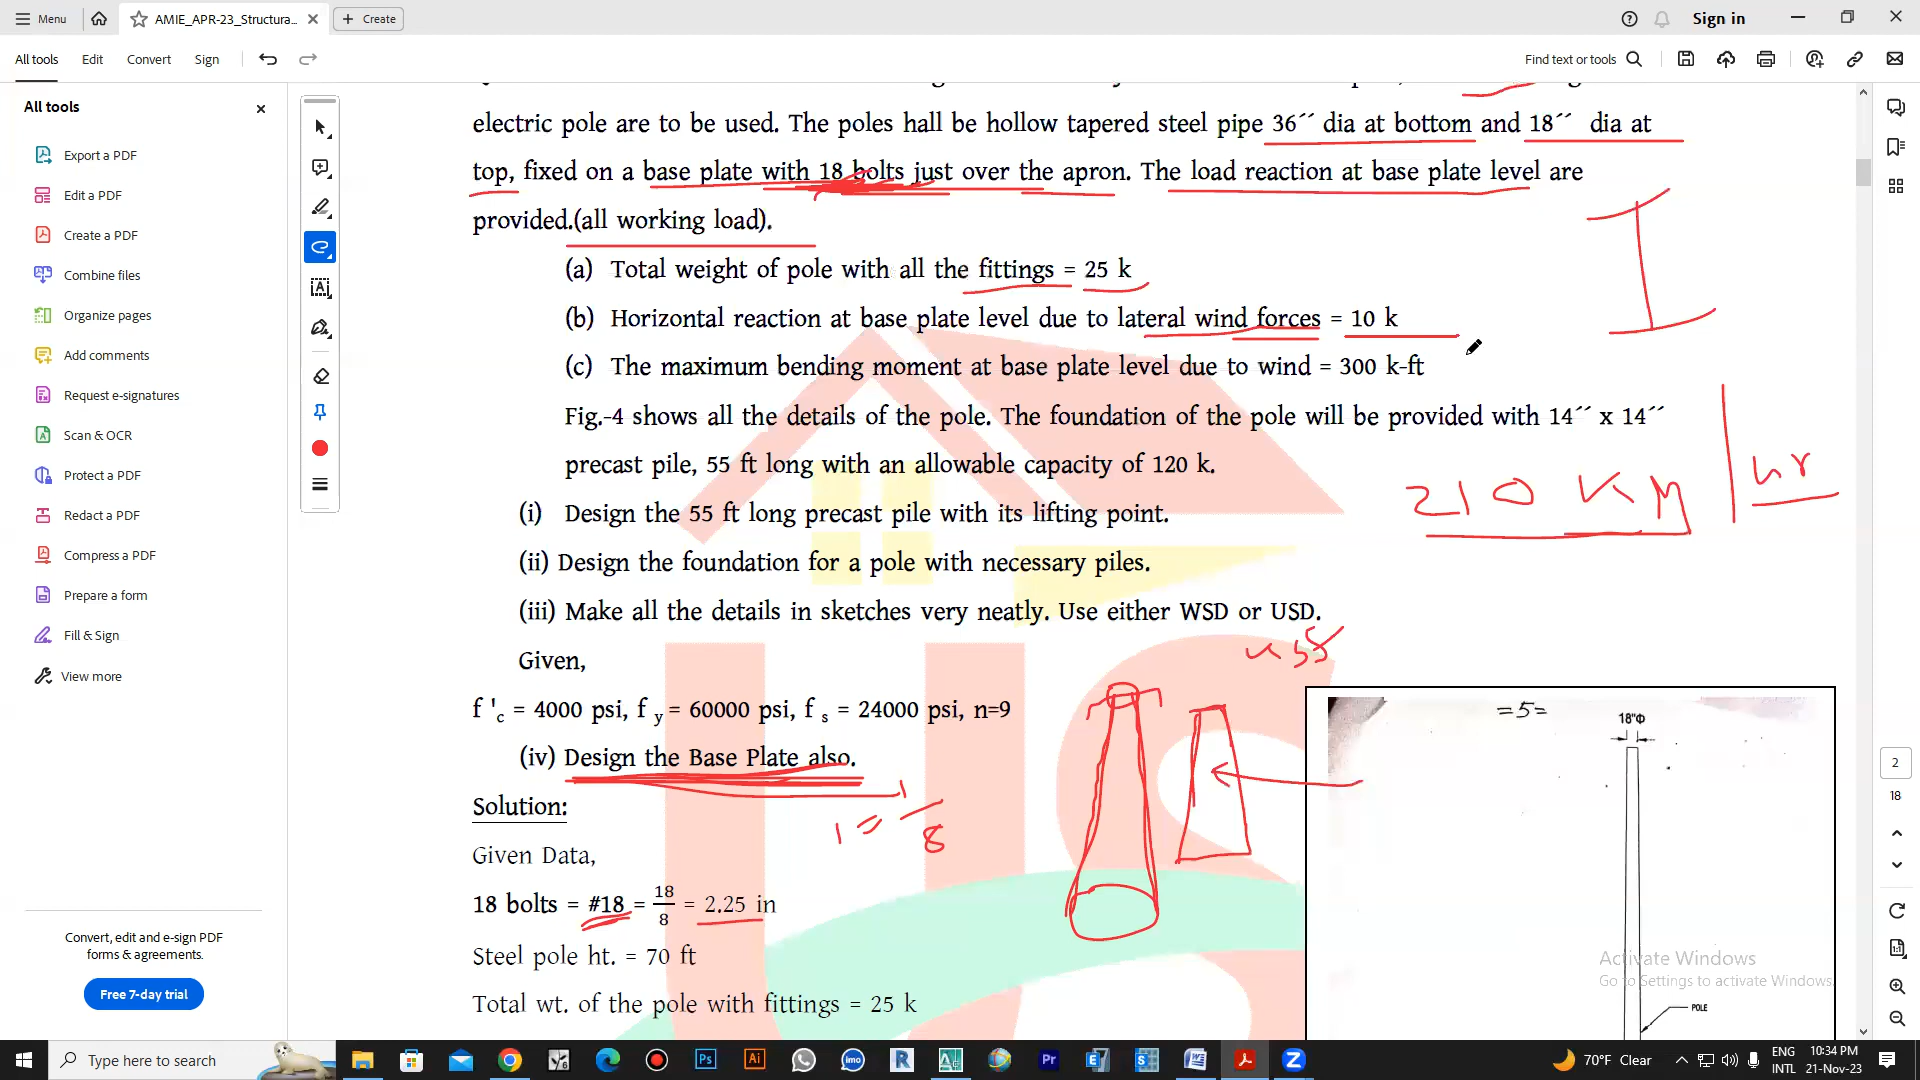 Menu
AMIE_APR-23_Structura...
Create
Sign in
All tools
Edit
Convert
Sign
Find text or tools
All tools
Export a PDF
Edit a PDF
Create a PDF
Combine files
Organize pages
Add comments
Request e-signatures
Scan & OCR
Protect a PDF
Redact a PDF
Compress a PDF
Prepare a form
Fill & Sign
View more
Convert, edit and e-sign PDF
forms & agreements.
Free 7-day trial
electric pole are to be used. The poles hall be hollow tapered steel pipe 36´´ dia at bottom and 18´´ dia at
top, fixed on a base plate with 18 bolts just over the apron. The load reaction at base plate level are
provided.(all working load).
(a) Total weight of pole with all the fittings = 25 k
(b) Horizontal reaction at base plate level due to lateral wind forces = 10 k
(c) The maximum bending moment at base plate level due to wind = 300 k-ft
Fig.-4 shows all the details of the pole. The foundation of the pole will be provided with 14´´ x 14´´
precast pile, 55 ft long with an allowable capacity of 120 k.
210 KM/hr
(i) Design the 55 ft long precast pile with its lifting point.
(ii) Design the foundation for a pole with necessary piles.
(iii) Make all the details in sketches very neatly. Use either WSD or USD.
Given,
f 'c = 4000 psi, f y = 60000 psi, f s = 24000 psi, n=9
(iv) Design the Base Plate also.
1 = 1/8
Solution:
Given Data,
18 bolts = #18 = 18/8 = 2.25 in
Steel pole ht. = 70 ft
Total wt. of the pole with fittings = 25 k
=5=
18"Φ
POLE
Activate Windows
Go to Settings to activate Windows.
2
18
1:1
Type here to search
70°F Clear
ENG
INTL
10:34 PM
21-Nov-23